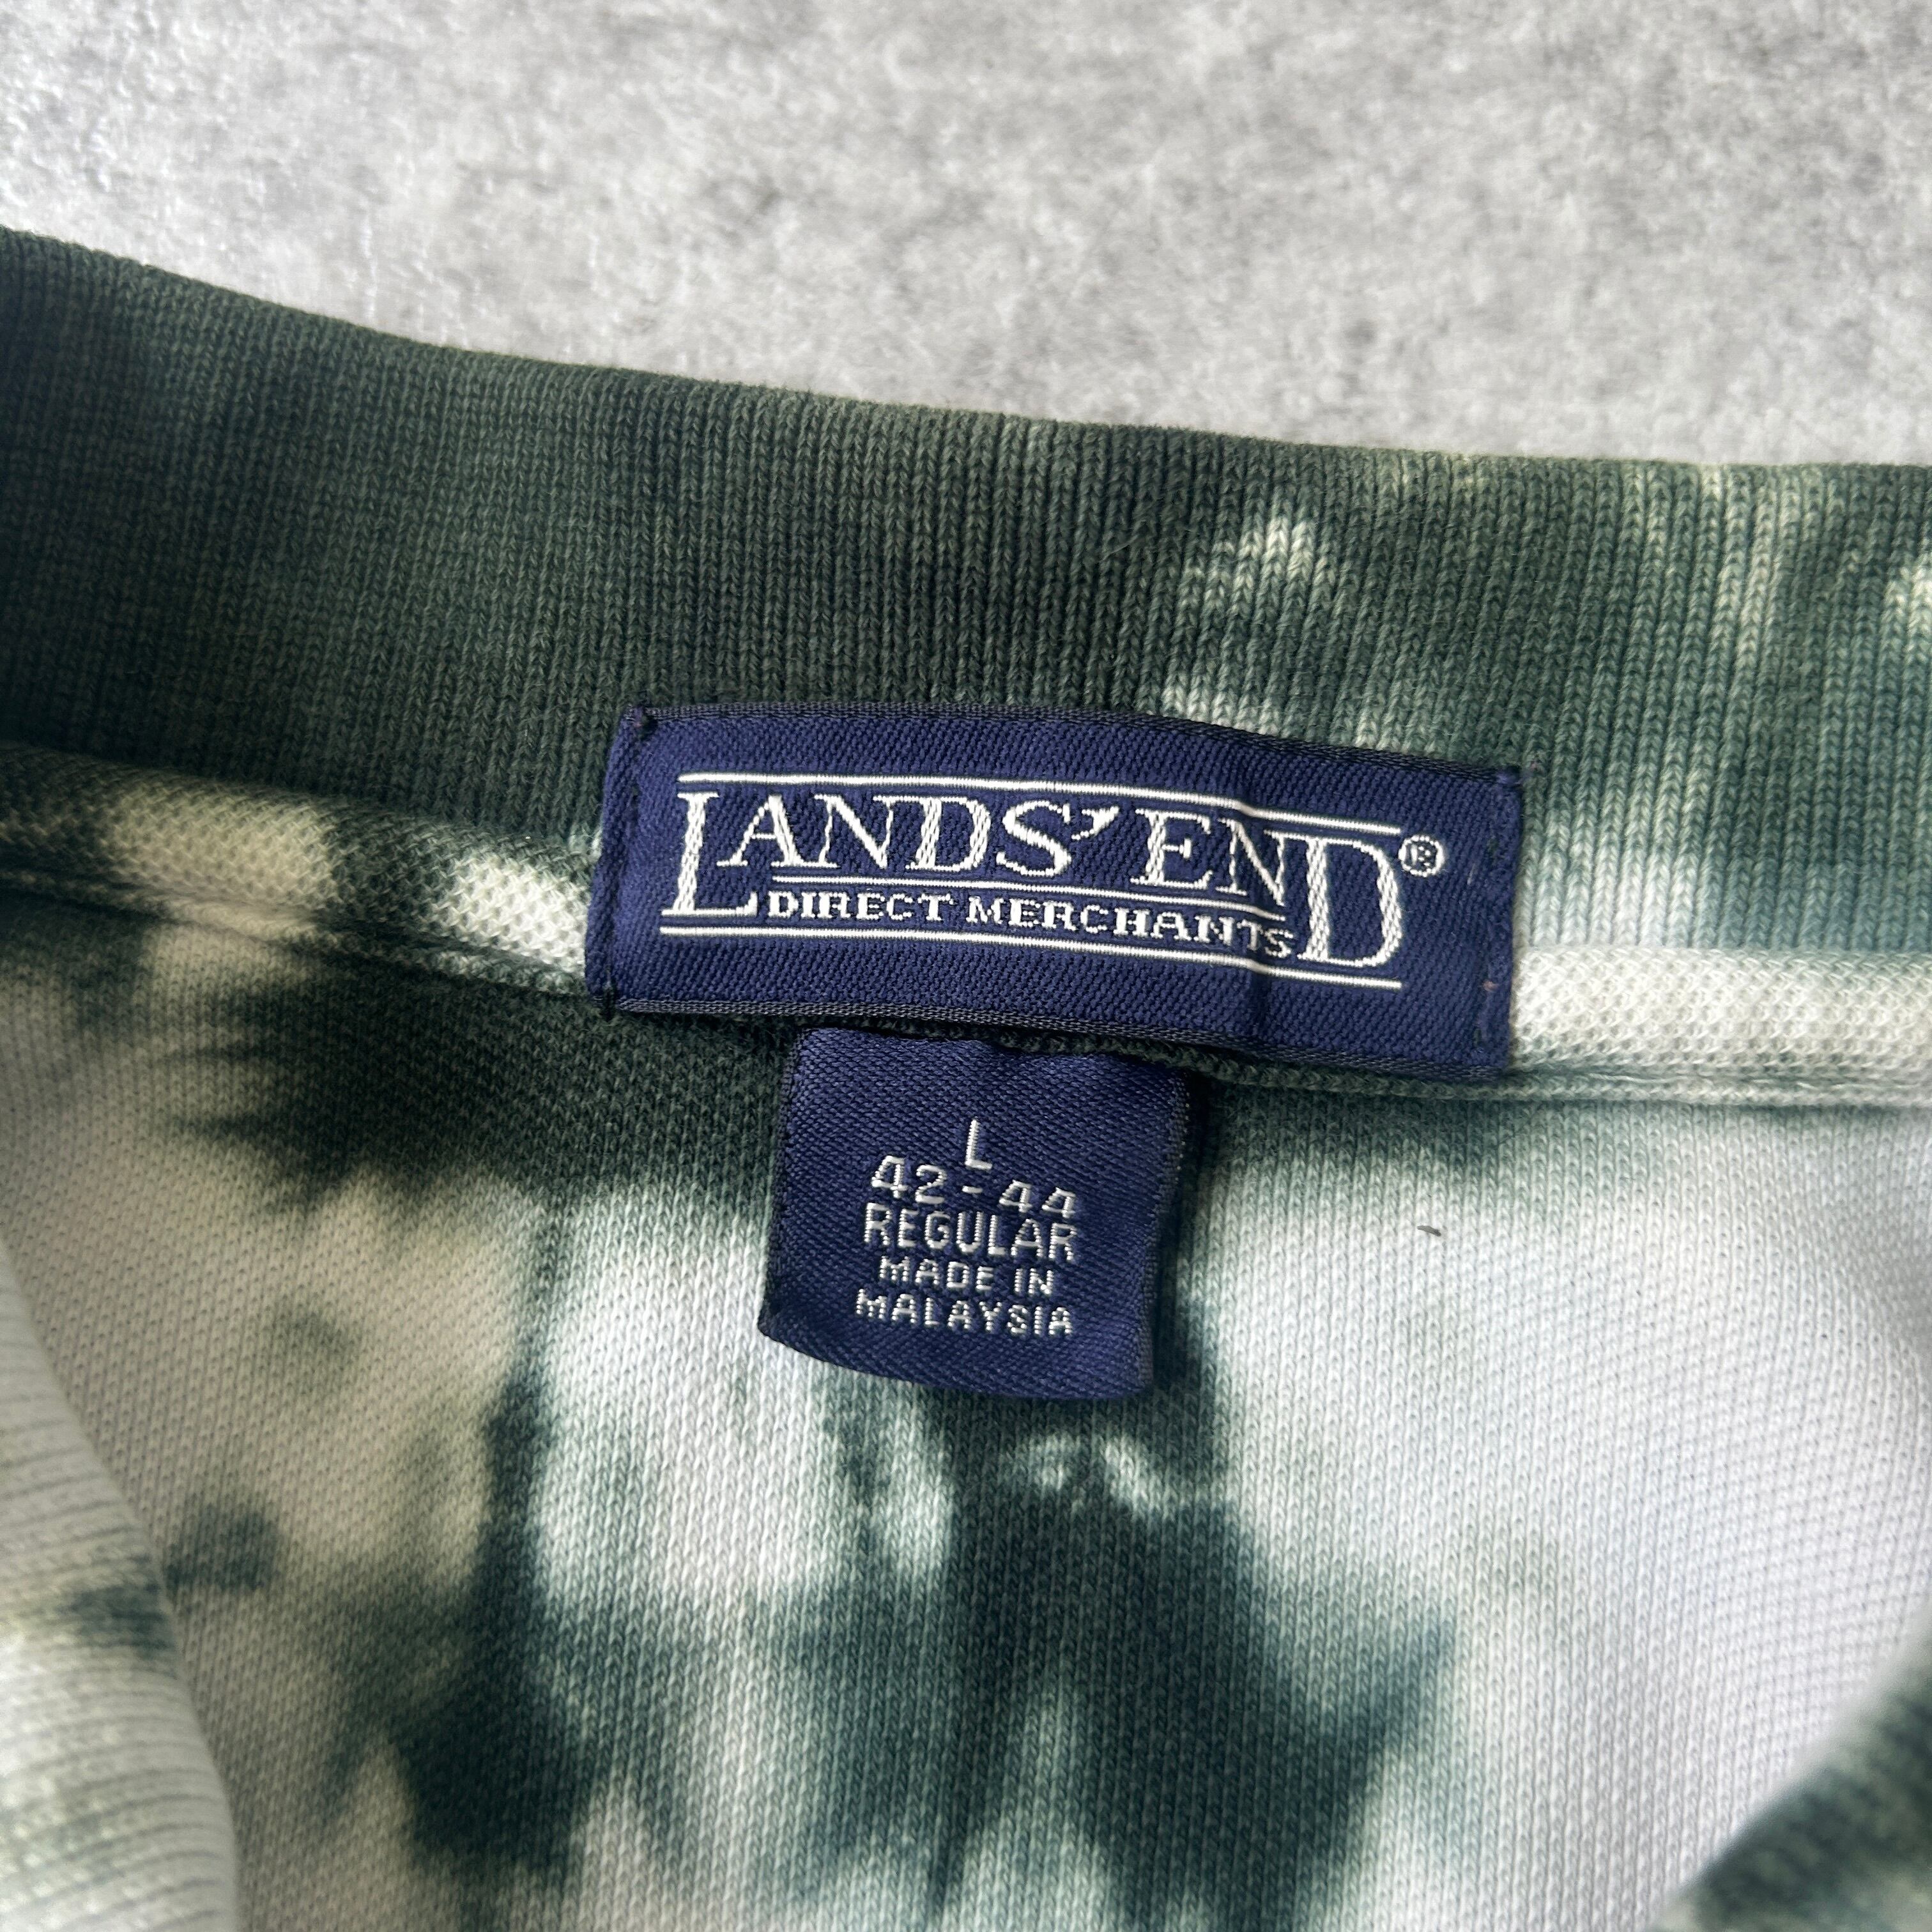 LANDS' END®
DIRECT MERCHANTS
L
42-44
REGULAR
MADE IN
MALAYSIA